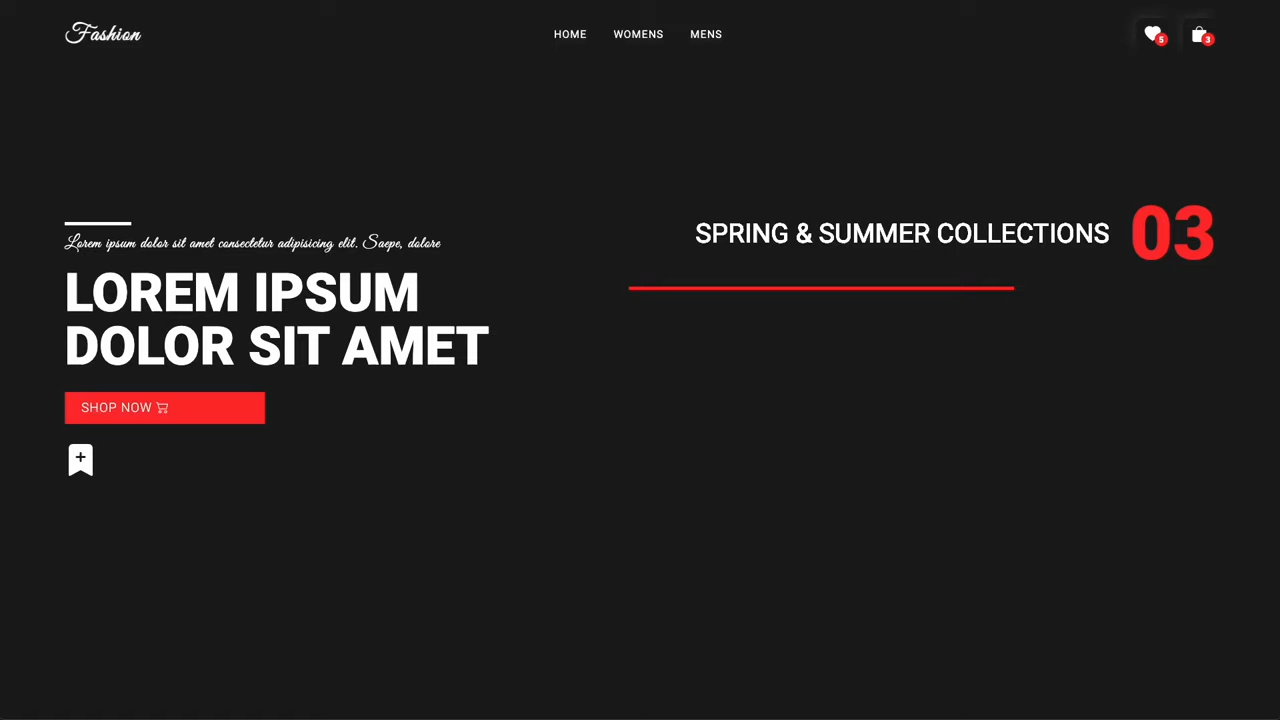 Fashion
HOME WOMENS MENS
5
3
Lorem ipsum dolor sit amet consectetur adipisicing elit. Saepe, dolore
LOREM IPSUM
DOLOR SIT AMET
SHOP NOW
SPRING & SUMMER COLLECTIONS 03